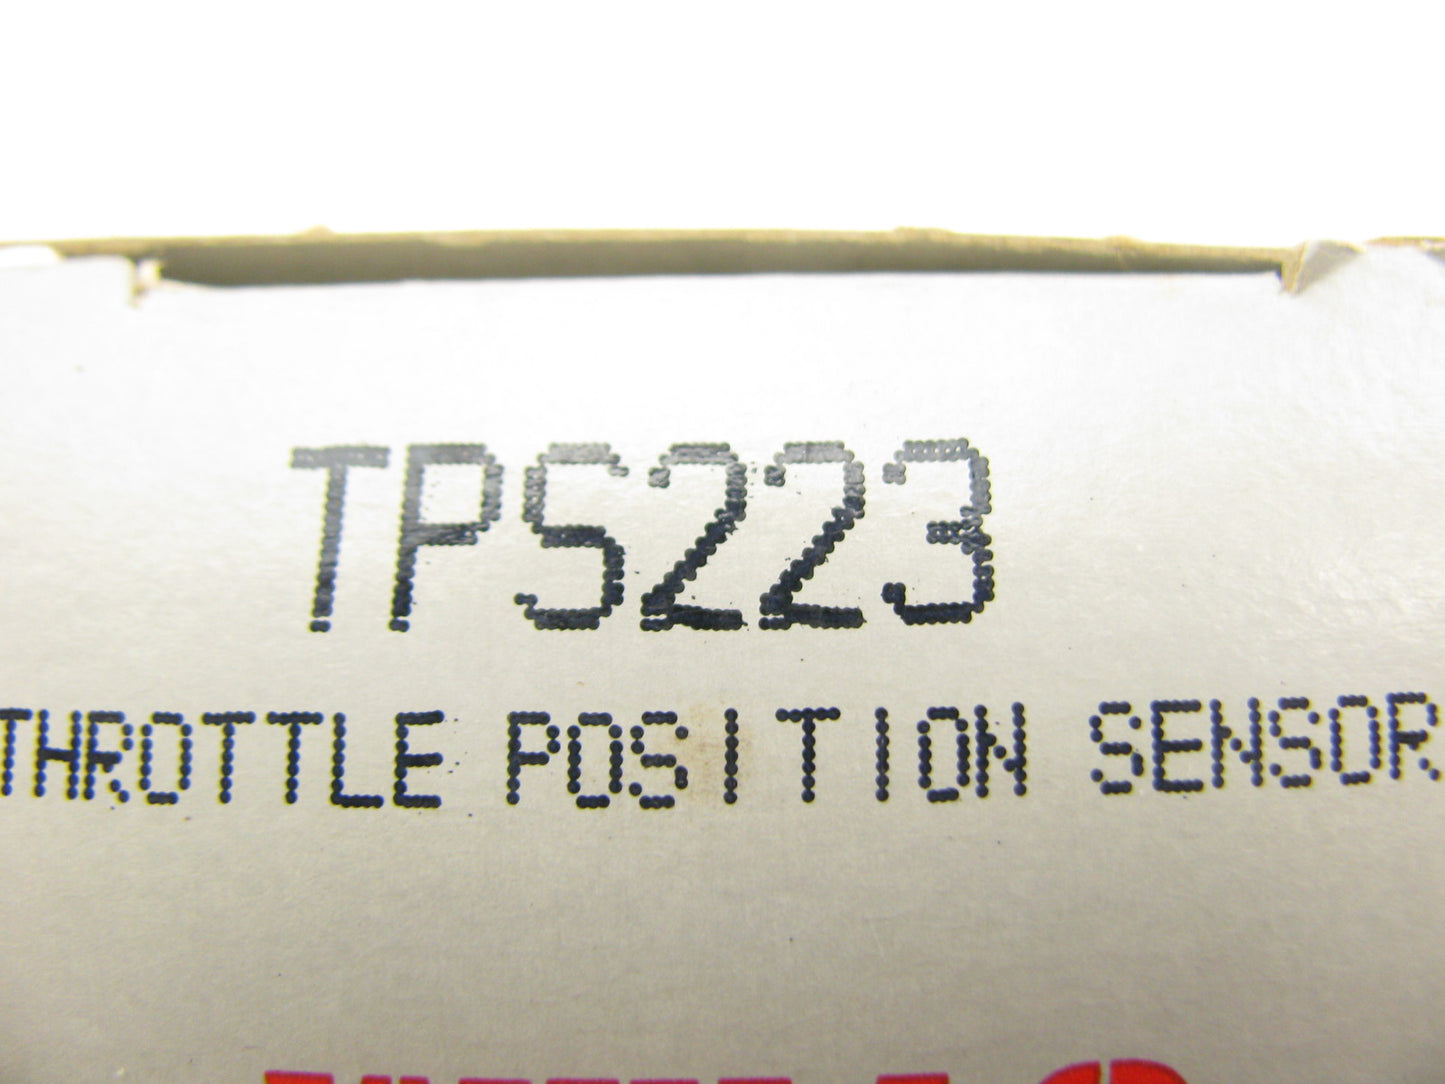 TPS223
THROTTLE POSITION SENSOR